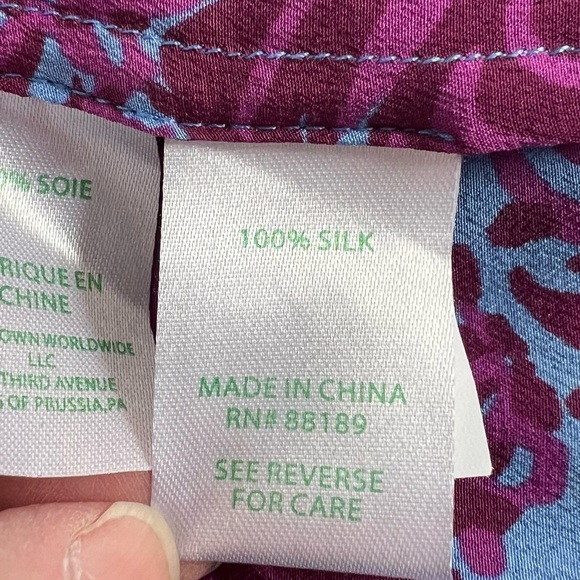 % SOIE
RIQUE EN
CHINE
OWN WORLDWIDE
LLC
THIRD AVENUE
OF PRUSSIA, PA
100% SILK
MADE IN CHINA
RN# 88189
SEE REVERSE
FOR CARE